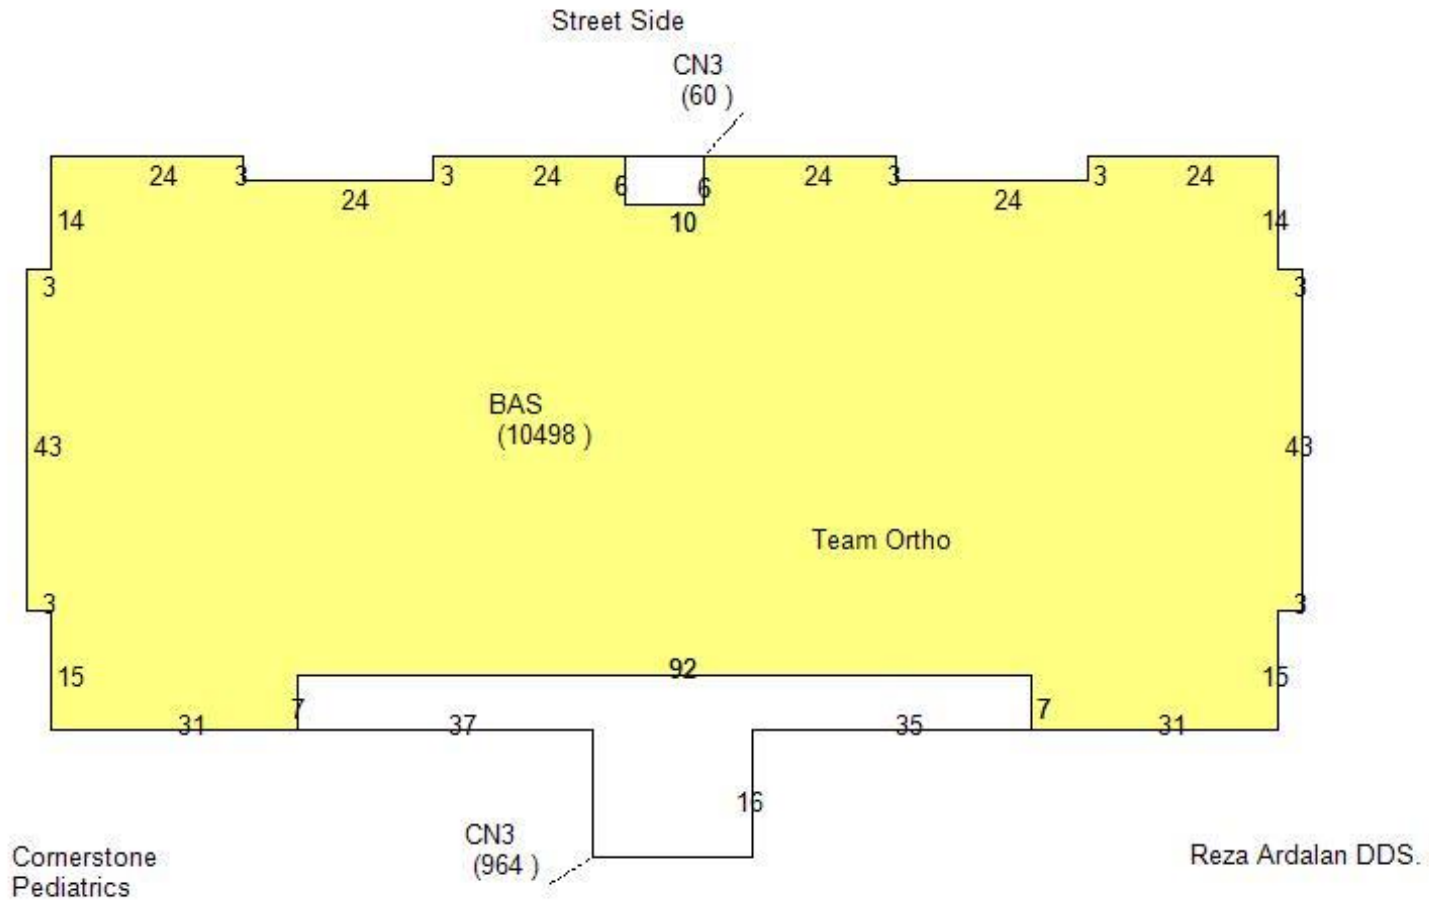 Street Side
CN3
(60 )
24 3 3 24 6 6 24 3 3 24
24 10 24
14 14
3 3
BAS
(10498 )
43 43
Team Ortho
3 3
92
15 15
7 7
31 37 35 31
16
CN3
(964 )
Cornerstone
Pediatrics
Reza Ardalan DDS.